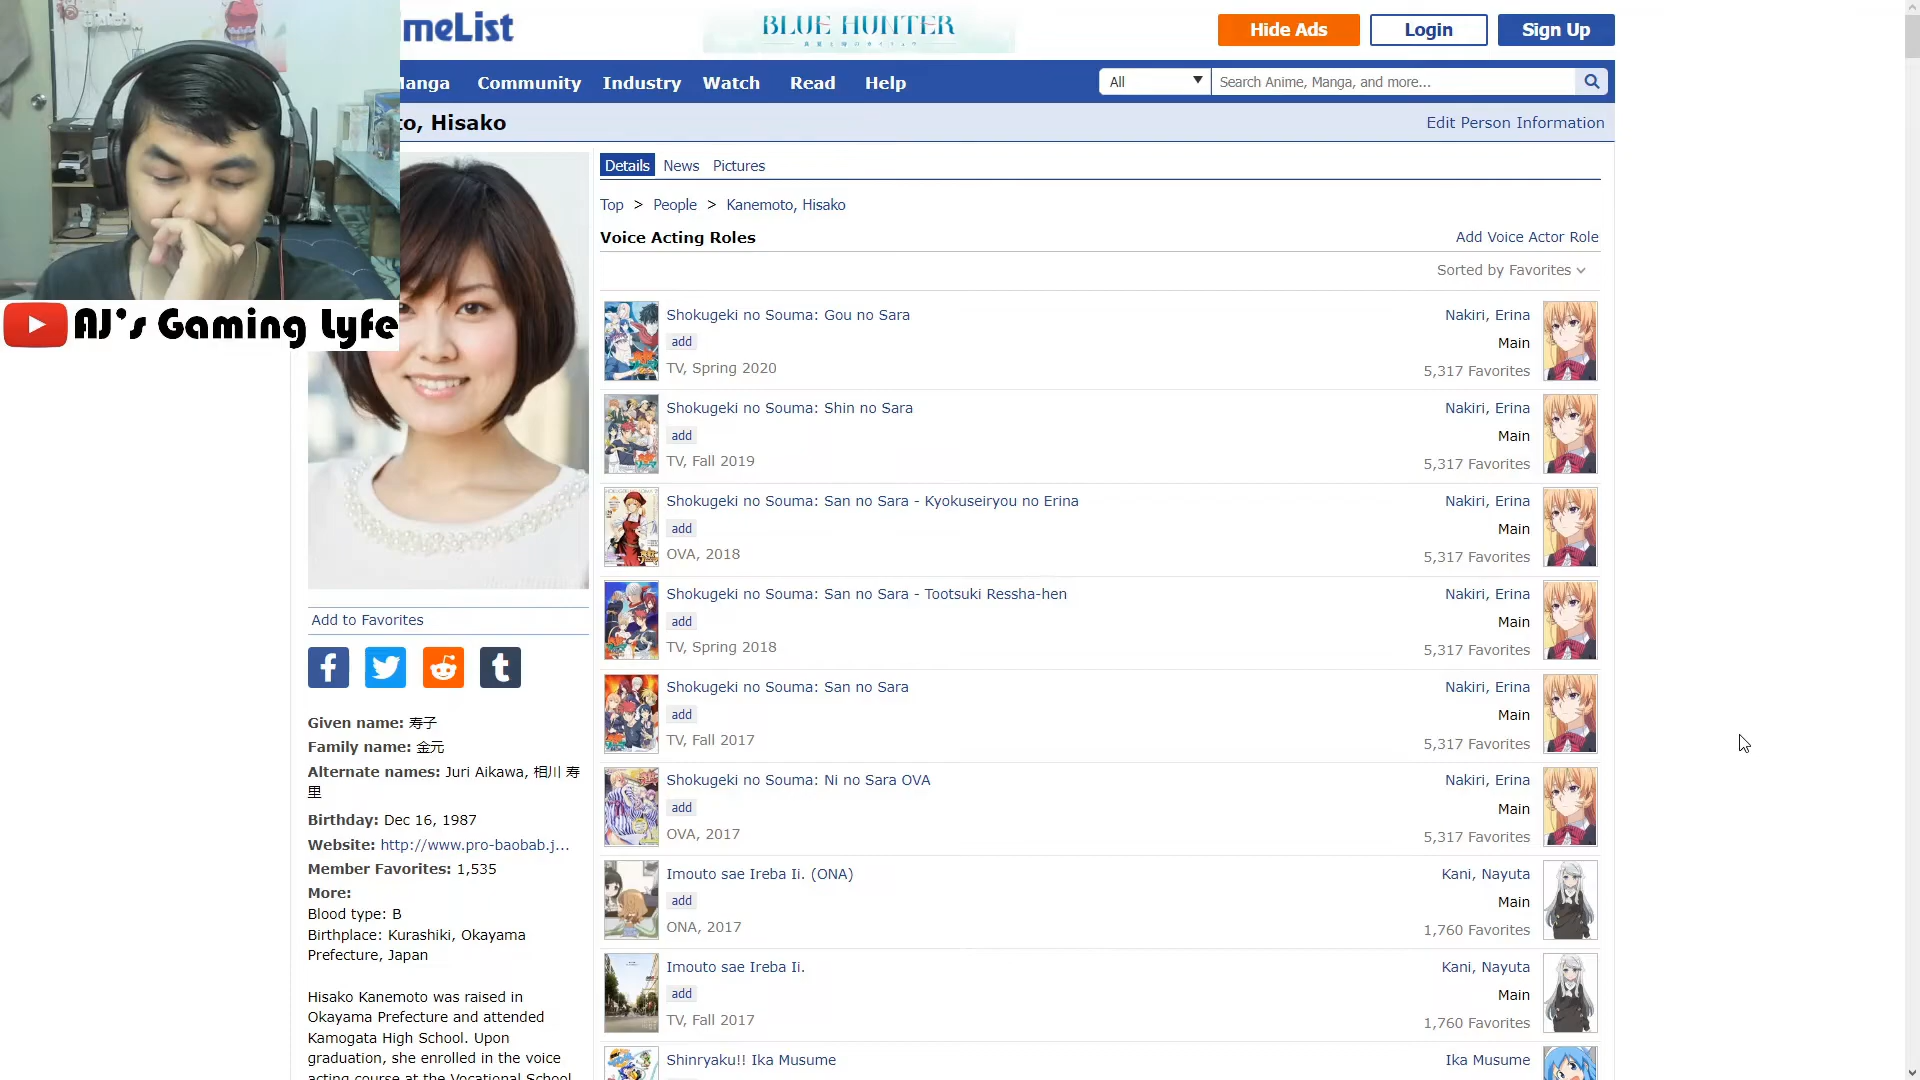 imeList
BLUE HUNTER
Hide Ads
Login
Sign Up
Manga
Community
Industry
Watch
Read
Help
All
Search Anime, Manga, and more...
to, Hisako
Edit Person Information
Details
News
Pictures
Top > People > Kanemoto, Hisako
Voice Acting Roles
Add Voice Actor Role
Sorted by Favorites
AJ's Gaming Lyfe
Shokugeki no Souma: Gou no Sara
add
TV, Spring 2020
Nakiri, Erina
Main
5,317 Favorites
Shokugeki no Souma: Shin no Sara
add
TV, Fall 2019
Nakiri, Erina
Main
5,317 Favorites
Shokugeki no Souma: San no Sara - Kyokuseiryou no Erina
add
OVA, 2018
Nakiri, Erina
Main
5,317 Favorites
Shokugeki no Souma: San no Sara - Tootsuki Ressha-hen
add
TV, Spring 2018
Nakiri, Erina
Main
5,317 Favorites
Shokugeki no Souma: San no Sara
add
TV, Fall 2017
Nakiri, Erina
Main
5,317 Favorites
Shokugeki no Souma: Ni no Sara OVA
add
OVA, 2017
Nakiri, Erina
Main
5,317 Favorites
Imouto sae Ireba Ii. (ONA)
add
ONA, 2017
Kani, Nayuta
Main
1,760 Favorites
Imouto sae Ireba Ii.
add
TV, Fall 2017
Kani, Nayuta
Main
1,760 Favorites
Shinryaku!! Ika Musume
Ika Musume
Add to Favorites
Given name: 寿子
Family name: 金元
Alternate names: Juri Aikawa, 相川 寿
里
Birthday: Dec 16, 1987
Website: http://www.pro-baobab.j...
Member Favorites: 1,535
More:
Blood type: B
Birthplace: Kurashiki, Okayama
Prefecture, Japan
Hisako Kanemoto was raised in
Okayama Prefecture and attended
Kamogata High School. Upon
graduation, she enrolled in the voice
acting course at the Vocational School